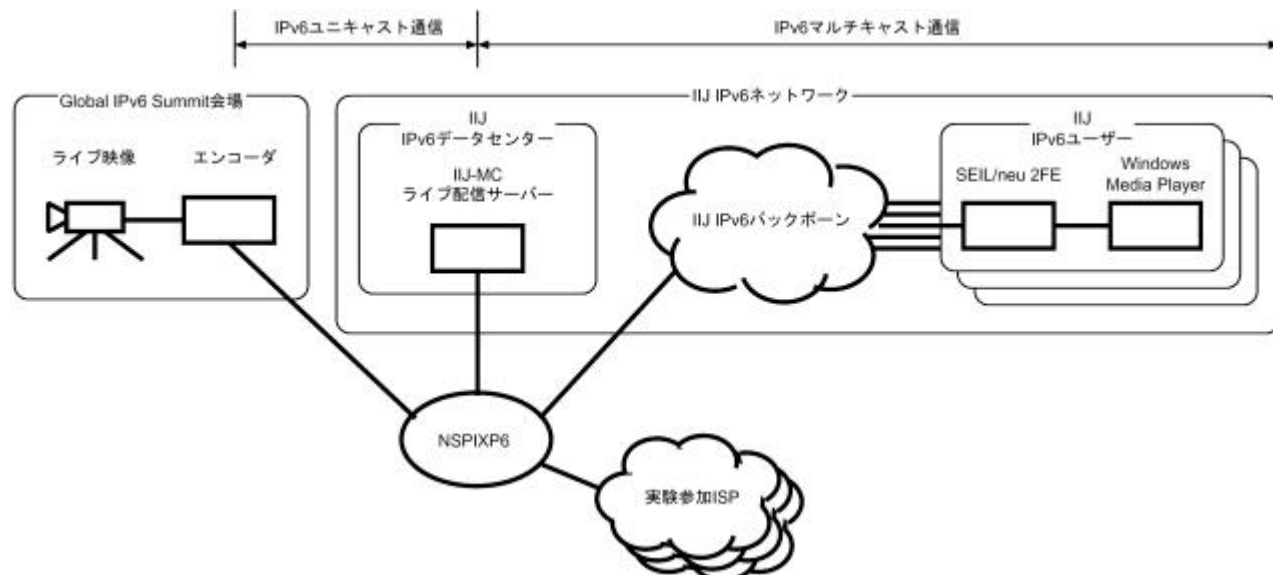 IPv6ユニキャスト通信
IPv6マルチキャスト通信
Global IPv6 Summit会場
ライブ映像
エンコーダ
IIJ IPv6ネットワーク
IIJ
IPv6データセンター
IIJ-MC
ライブ配信サーバー
IIJ IPv6バックボーン
IIJ
IPv6ユーザー
SEIL/neu 2FE
Windows
Media Player
NSPIXP6
実験参加ISP